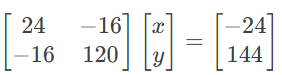 [ 24 −16 ] [ x ] = [ −24 ]
[ −16 120 ] [ y ] [ 144 ]